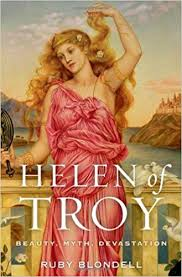 HELEN of
TROY
BEAUTY, MYTH, DEVASTATION
RUBY BLONDELL